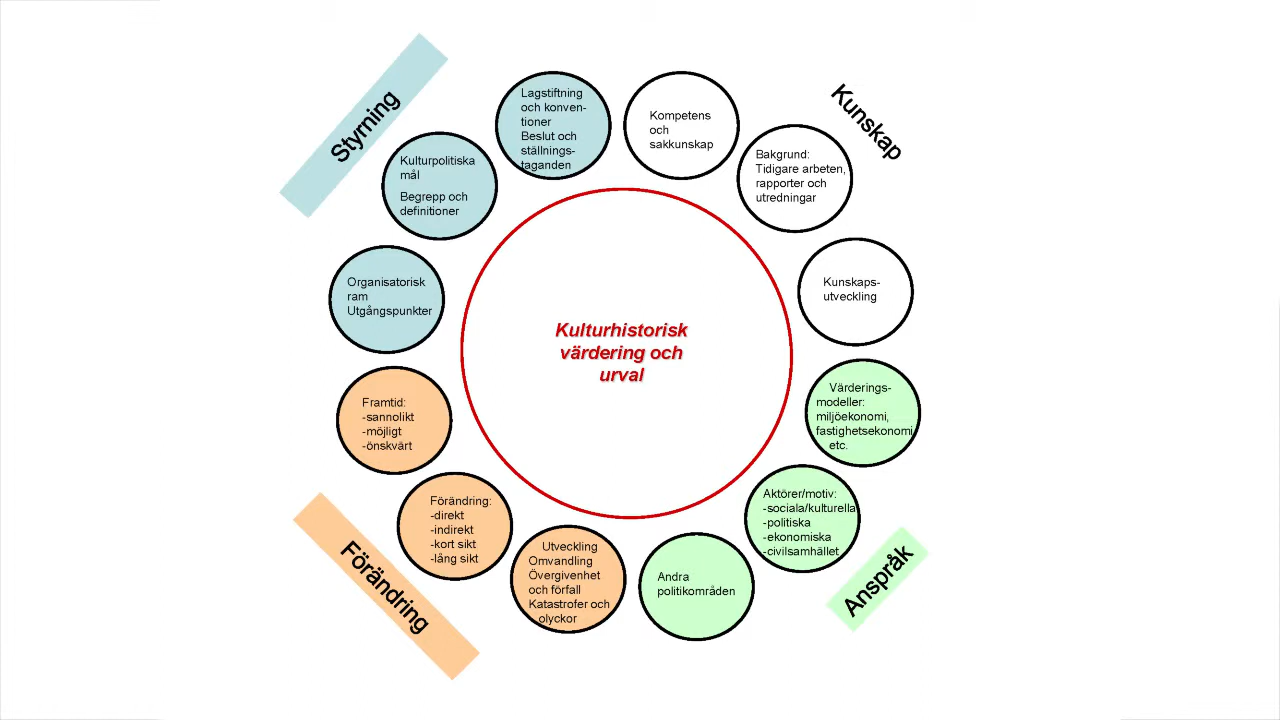 Styrning
Lagstiftning
och konven-
tioner
Beslut och
ställnings-
taganden
Kompetens
och
sakkunskap
Kunskap
Kulturpolitiska
mål
Begrepp och
definitioner
Bakgrund:
Tidigare arbeten,
rapporter och
utredningar
Organisatorisk
ram
Utgångspunkter
Kunskaps-
utveckling
Kulturhistorisk
värdering och
urval
Framtid:
-sannolikt
-möjligt
-önskvärt
Värderings-
modeller:
miljöekonomi,
fastighetsekonomi,
etc.
Förändring:
-direkt
-indirekt
-kort sikt
-lång sikt
Aktörer/motiv:
-sociala/kulturella
-politiska
-ekonomiska
-civilsamhället
Förändring
Utveckling
Omvandling
Övergivenhet
och förfall
Katastrofer och
olyckor
Andra
politikområden
Anspråk